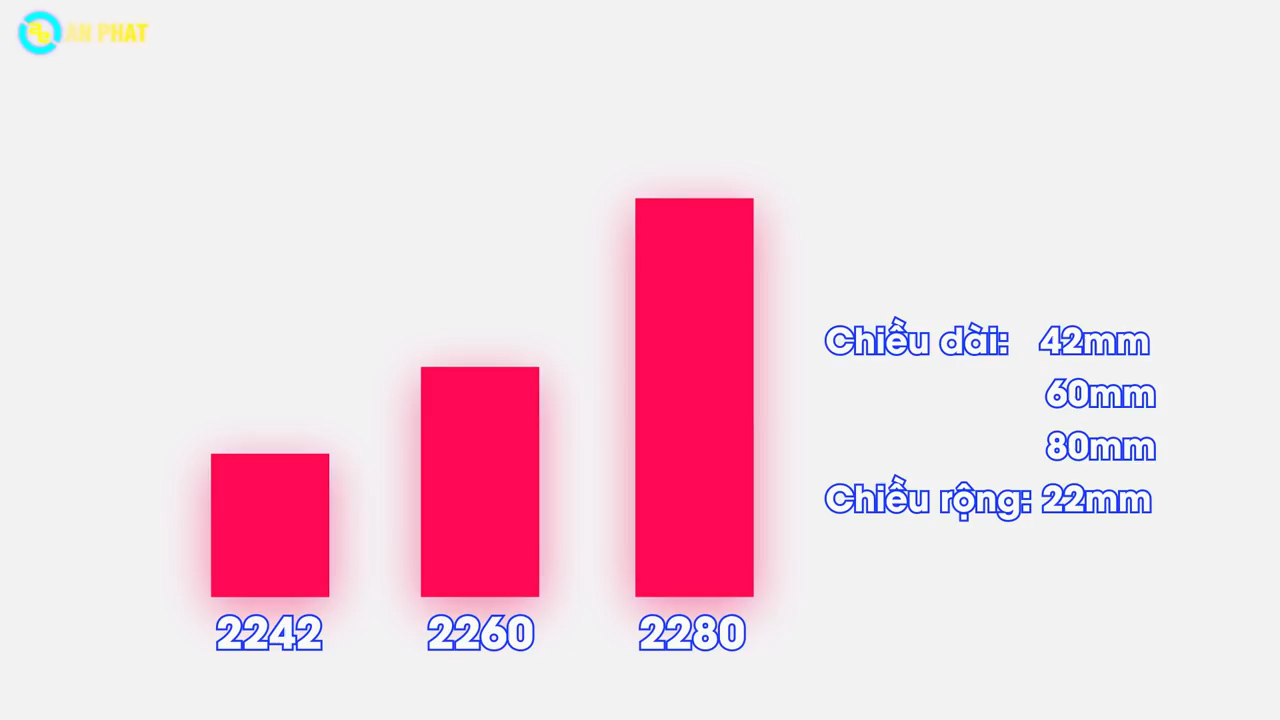 AN PHAT
Chiều dài: 42mm
60mm
80mm
Chiều rộng: 22mm
2242 2260 2280